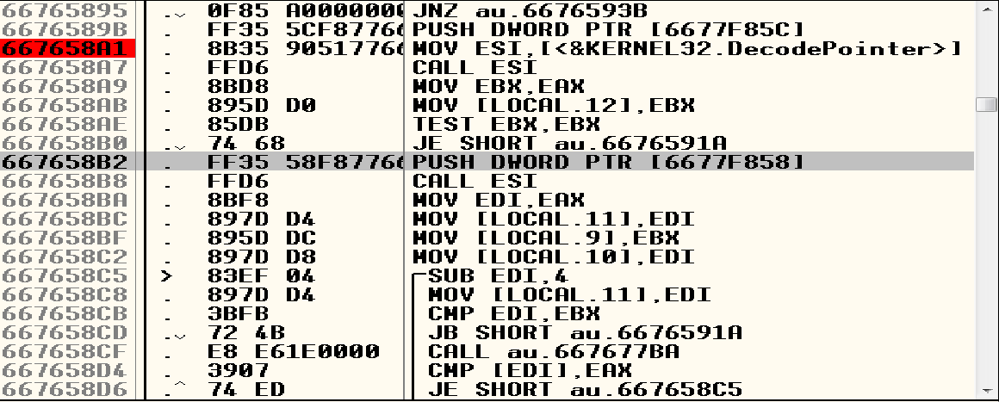 66765895 .⌄ 0F85 A0000000 JNZ au.6676593B
6676589B . FF35 5CF87766 PUSH DWORD PTR [6677F85C]
667658A1 . 8B35 90517766 MOV ESI,[<&KERNEL32.DecodePointer>]
667658A7 . FFD6 CALL ESI
667658A9 . 8BD8 MOV EBX,EAX
667658AB . 895D D0 MOV [LOCAL.12],EBX
667658AE . 85DB TEST EBX,EBX
667658B0 .⌄ 74 68 JE SHORT au.6676591A
667658B2 . FF35 58F87766 PUSH DWORD PTR [6677F858]
667658B8 . FFD6 CALL ESI
667658BA . 8BF8 MOV EDI,EAX
667658BC . 897D D4 MOV [LOCAL.11],EDI
667658BF . 895D DC MOV [LOCAL.9],EBX
667658C2 . 897D D8 MOV [LOCAL.10],EDI
667658C5 > 83EF 04 SUB EDI,4
667658C8 . 897D D4 MOV [LOCAL.11],EDI
667658CB . 3BFB CMP EDI,EBX
667658CD .⌄ 72 4B JB SHORT au.6676591A
667658CF . E8 E61E0000 CALL au.667677BA
667658D4 . 3907 CMP [EDI],EAX
667658D6 .^ 74 ED JE SHORT au.667658C5